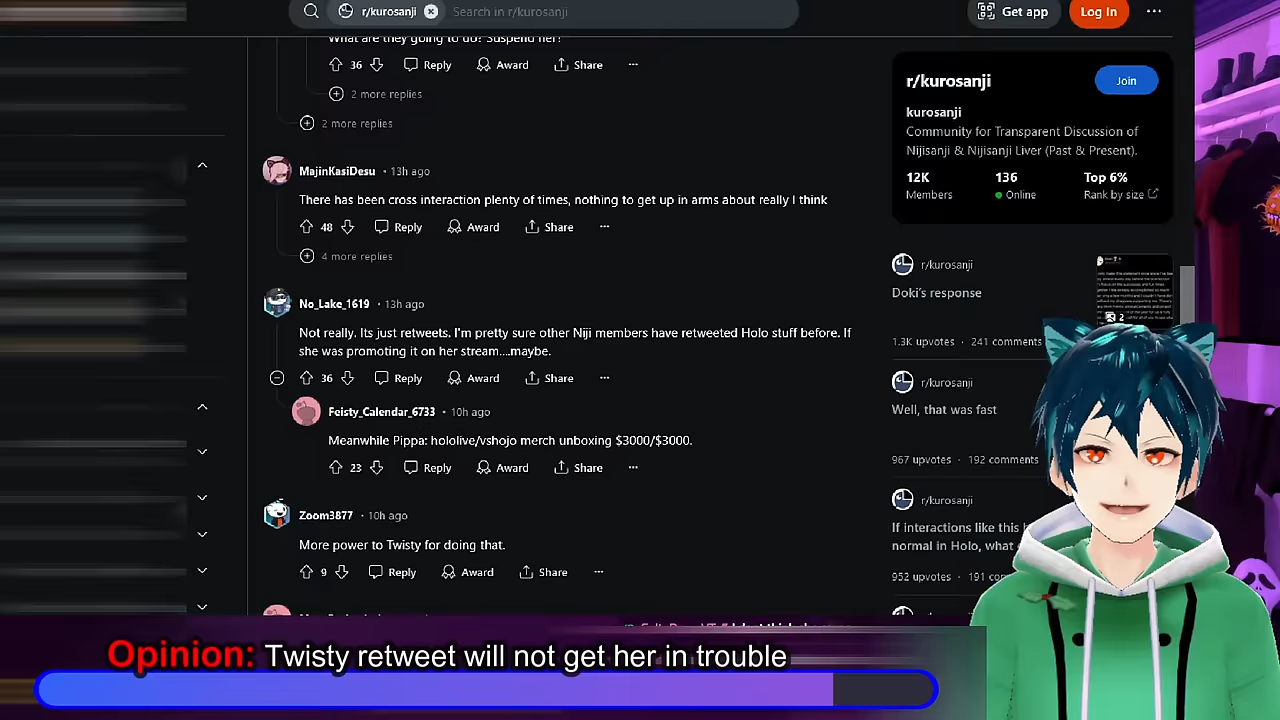 r/kurosanji
Search in r/kurosanji
Get app
Log In
What are they going to do? Suspend her?
36
Reply
Award
Share
2 more replies
2 more replies
MajinKasiDesu • 13h ago
There has been cross interaction plenty of times, nothing to get up in arms about really I think
48
Reply
Award
Share
4 more replies
No_Lake_1619 • 13h ago
Not really. Its just retweets. I'm pretty sure other Niji members have retweeted Holo stuff before. If
she was promoting it on her stream....maybe.
36
Reply
Award
Share
Feisty_Calendar_6733 • 10h ago
Meanwhile Pippa: hololive/vshojo merch unboxing $3000/$3000.
23
Reply
Award
Share
Zoom3877 • 10h ago
More power to Twisty for doing that.
9
Reply
Award
Share
r/kurosanji
Join
kurosanji
Community for Transparent Discussion of
Nijisanji & Nijisanji Liver (Past & Present).
12K
136
Top 6%
Members
Online
Rank by size
r/kurosanji
Doki's response
2
1.3K upvotes • 241 comments
r/kurosanji
Well, that was fast
967 upvotes • 192 comments
r/kurosanji
If interactions like this
normal in Holo, what
952 upvotes • 191
Opinion: Twisty retweet will not get her in trouble